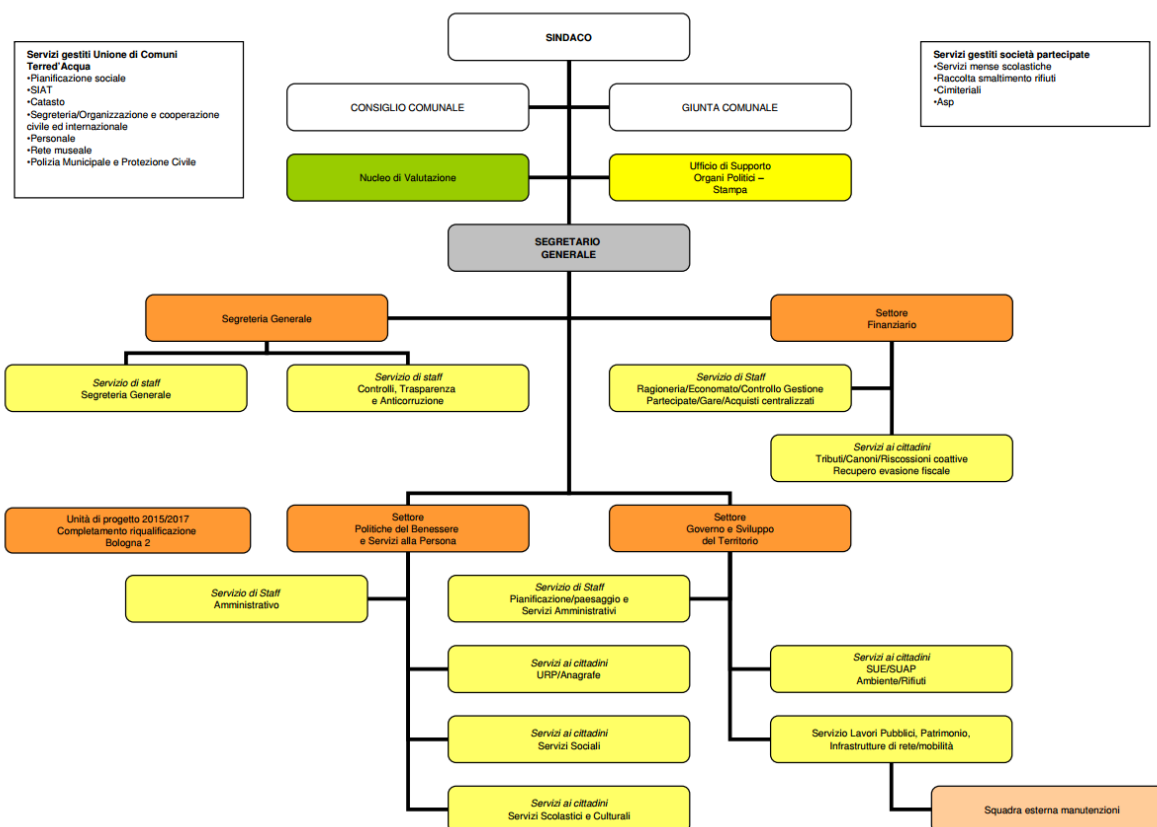 SINDACO
Servizi gestiti Unione di Comuni
Terred'Acqua
•Pianificazione sociale
•SIAT
•Catasto
•Segreteria/Organizzazione e cooperazione
civile ed internazionale
•Personale
•Rete museale
•Polizia Municipale e Protezione Civile
Servizi gestiti società partecipate
•Servizi mense scolastiche
•Raccolta smaltimento rifiuti
•Cimiteriali
•Asp
CONSIGLIO COMUNALE
GIUNTA COMUNALE
Nucleo di Valutazione
Ufficio di Supporto
Organi Politici –
Stampa
SEGRETARIO
GENERALE
Segreteria Generale
Settore
Finanziario
Servizio di staff
Segreteria Generale
Servizio di staff
Controlli, Trasparenza
e Anticorruzione
Servizio di Staff
Ragioneria/Economato/Controllo Gestione
Partecipate/Gare/Acquisti centralizzati
Servizi ai cittadini
Tributi/Canoni/Riscossioni coattive
Recupero evasione fiscale
Unità di progetto 2015/2017
Completamento riqualificazione
Bologna 2
Settore
Politiche del Benessere
e Servizi alla Persona
Settore
Governo e Sviluppo
del Territorio
Servizio di Staff
Amministrativo
Servizio di Staff
Pianificazione/paesaggio e
Servizi Amministrativi
Servizi ai cittadini
URP/Anagrafe
Servizi ai cittadini
SUE/SUAP
Ambiente/Rifiuti
Servizi ai cittadini
Servizi Sociali
Servizio Lavori Pubblici, Patrimonio,
Infrastrutture di rete/mobilità
Servizi ai cittadini
Servizi Scolastici e Culturali
Squadra esterna manutenzioni